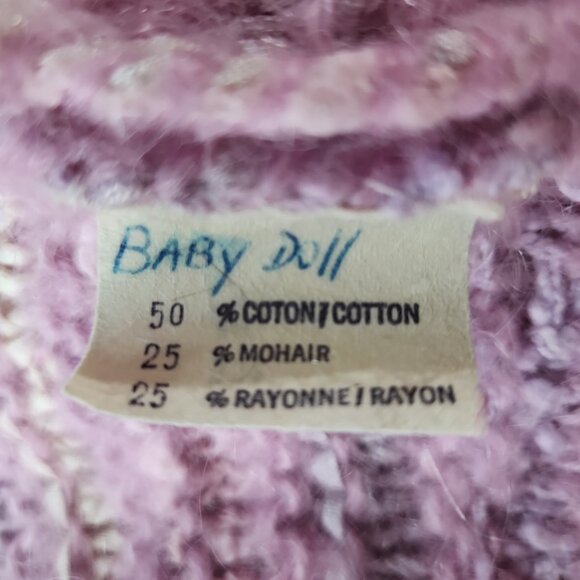 BABY Doll
50 % COTON/COTTON
25 % MOHAIR
25 % RAYONNE/RAYON